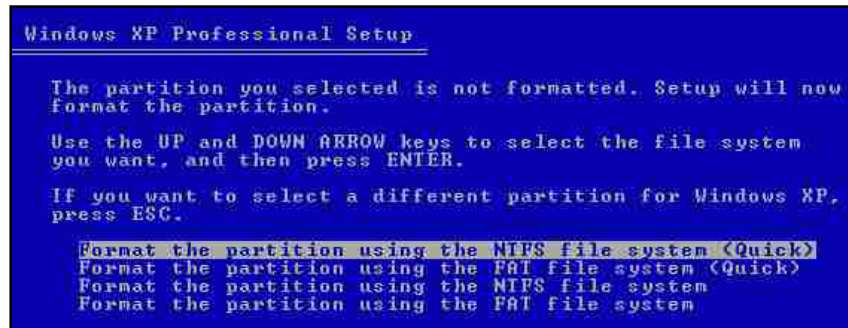 Windows XP Professional Setup
The partition you selected is not formatted. Setup will now
format the partition.
Use the UP and DOWN ARROW keys to select the file system
you want, and then press ENTER.
If you want to select a different partition for Windows XP,
press ESC.
Format the partition using the NTFS file system (Quick)
Format the partition using the FAT file system (Quick)
Format the partition using the NTFS file system
Format the partition using the FAT file system